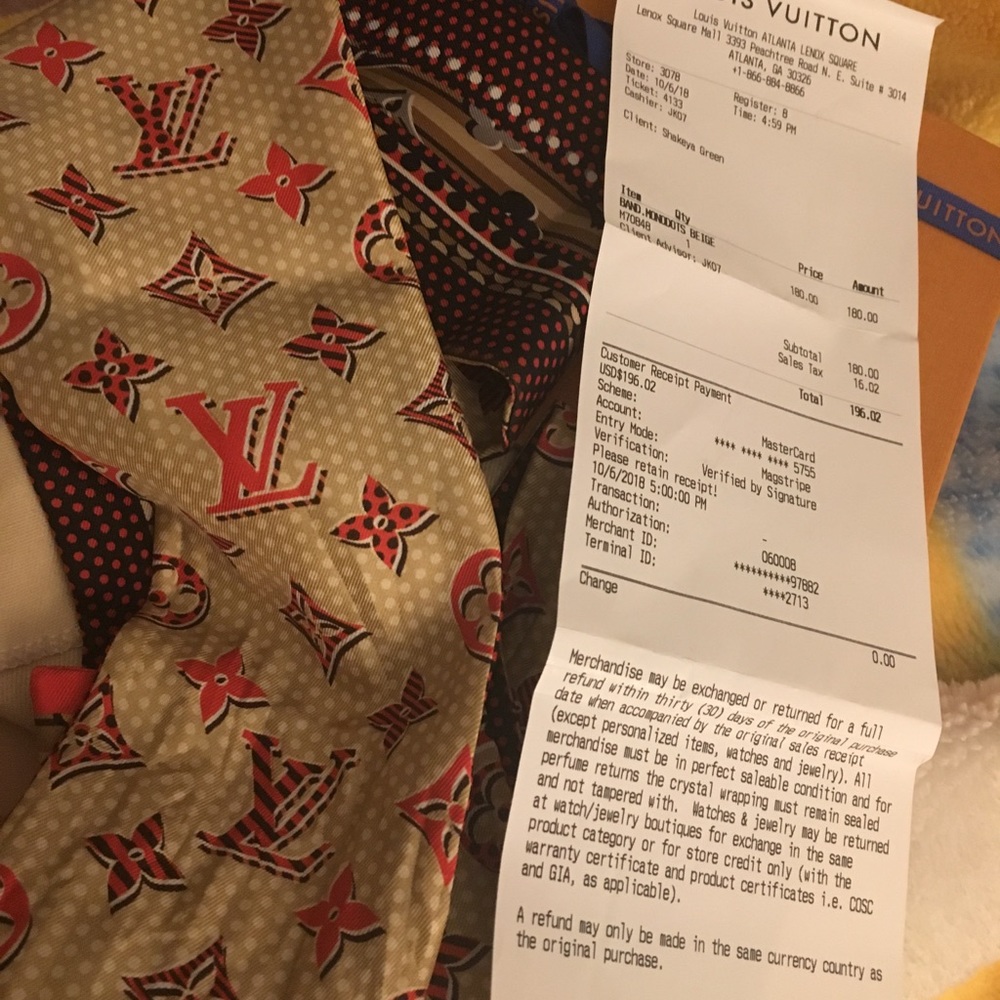 IS VUITTON
Louis Vuitton ATLANTA LENOX SQUARE
Lenox Square Mall 3393 Peachtree Road N. E. Suite # 3014
ATLANTA, GA 30326
+1-866-884-8866
Store: 3078 Register: 8
Date: 10/6/18 Time: 4:59 PM
Ticket: 4133
Cashier: JK07
Client: Shakeya Green
Item Qty Price Amount
BAND.MONODOTS BEIGE
M70848 1 180.00 180.00
Client Advisor: JK07
Subtotal 180.00
Sales Tax 16.02
Total 196.02
Customer Receipt Payment
USD$196.02
Scheme: MasterCard
Account: **** **** **** 5755
Entry Mode: Magstripe
Verification: Verified by Signature
Please retain receipt!
10/6/2018 5:00:00 PM
Transaction: -
Authorization: 060008
Merchant ID: **********97882
Terminal ID: ****2713
Change 0.00
Merchandise may be exchanged or returned for a full
refund within thirty (30) days of the original purchase
date when accompanied by the original sales receipt
(except personalized items, watches and jewelry). All
merchandise must be in perfect saleable condition and for
perfume returns the crystal wrapping must remain sealed
and not tampered with. Watches & jewelry may be returned
at watch/jewelry boutiques for exchange in the same
product category or for store credit only (with the
warranty certificate and product certificates i.e. COSC
and GIA, as applicable).
A refund may only be made in the same currency country as
the original purchase.
UITTON
LV
LV
LV